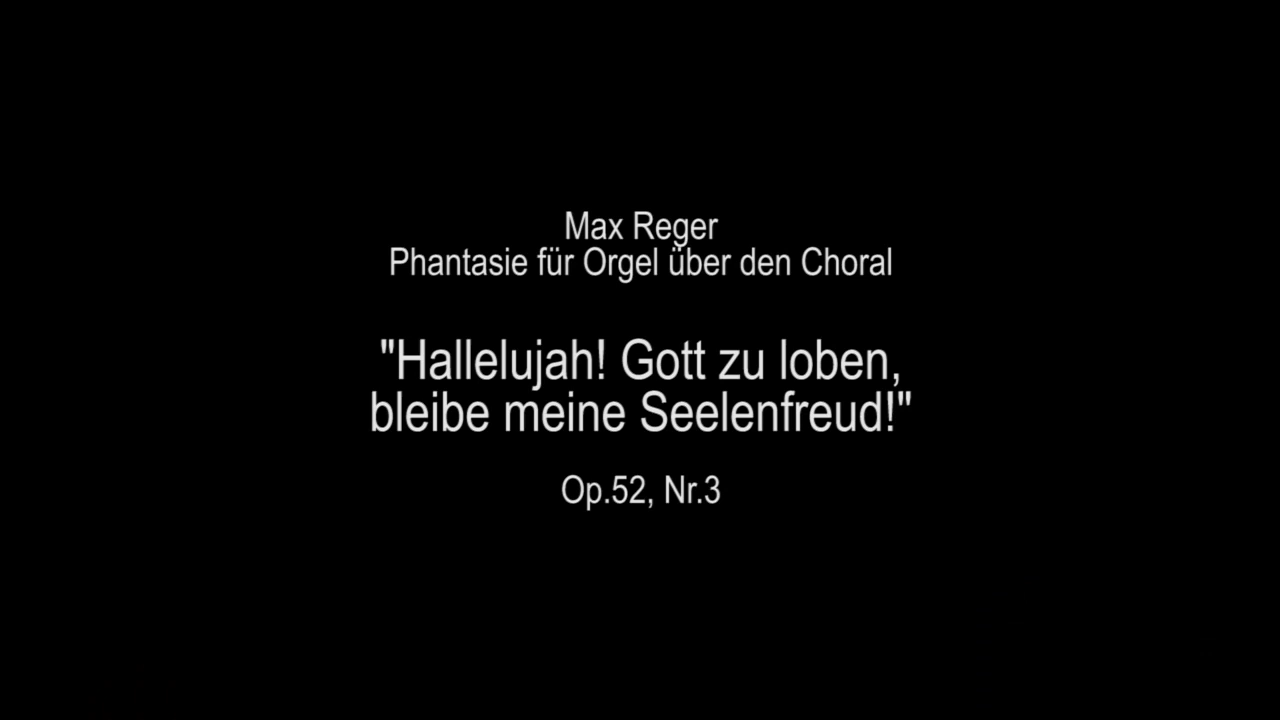 Max Reger
Phantasie für Orgel über den Choral
"Hallelujah! Gott zu loben,
bleibe meine Seelenfreud!"
Op.52, Nr.3